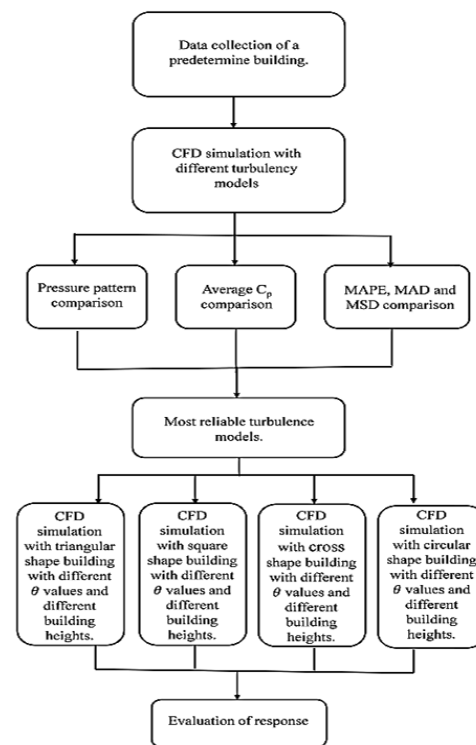 Data collection of a
predetermine building.
CFD simulation with
different turbulency
models
Pressure pattern
comparison
Average Cp
comparison
MAPE, MAD and
MSD comparison
Most reliable turbulence
models.
CFD
simulation
with triangular
shape building
with different
θ values and
different
building
heights.
CFD
simulation
with square
shape building
with different
θ values and
different
building
heights.
CFD
simulation
with cross
shape building
with different
θ values and
different
building
heights.
CFD
simulation
with circular
shape building
with different
θ values and
different
building
heights.
Evaluation of response